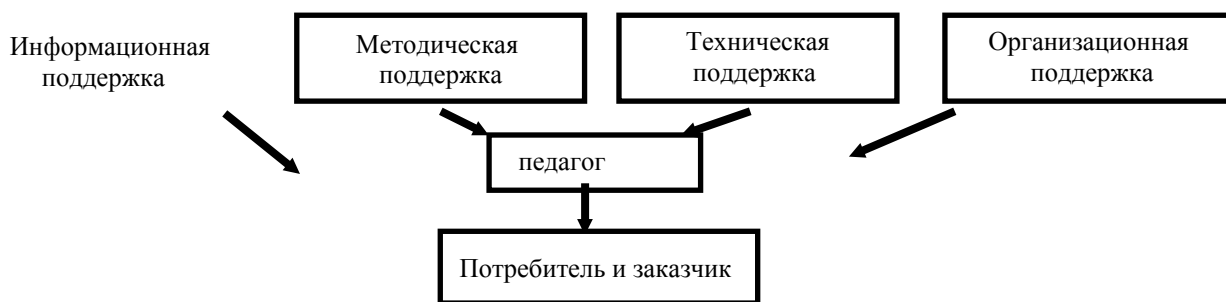 Информационная
поддержка
Методическая
поддержка
Техническая
поддержка
Организационная
поддержка
педагог
Потребитель и заказчик